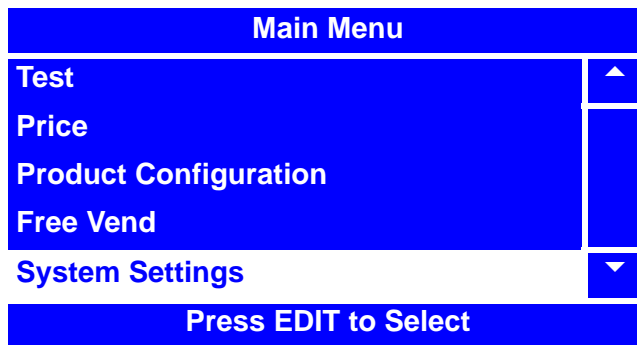 Main Menu
Test
Price
Product Configuration
Free Vend
System Settings
Press EDIT to Select